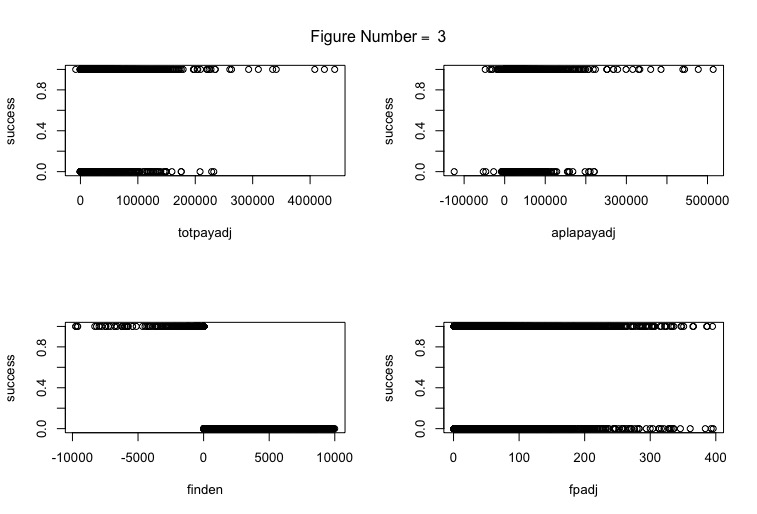 Figure Number = 3
success
0.0 0.4 0.8
0 100000 200000 300000 400000
totpayadj
success
0.0 0.4 0.8
-100000 0 100000 300000 500000
aplapayadj
success
0.0 0.4 0.8
-10000 -5000 0 5000 10000
finden
success
0.0 0.4 0.8
0 100 200 300 400
fpadj